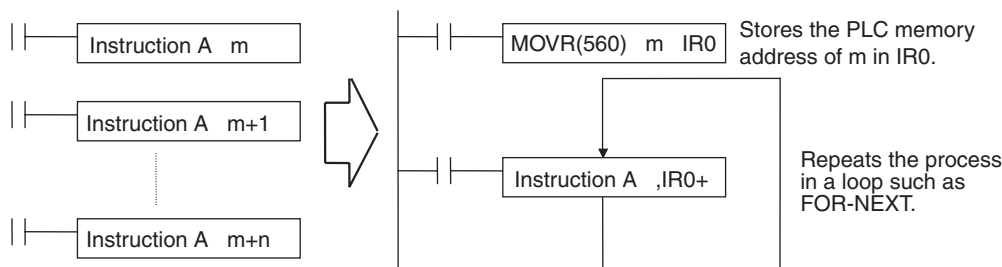 Instruction A m
Instruction A m+1
Instruction A m+n
MOVR(560) m IR0
Stores the PLC memory
address of m in IR0.
Instruction A ,IR0+
Repeats the process
in a loop such as
FOR-NEXT.